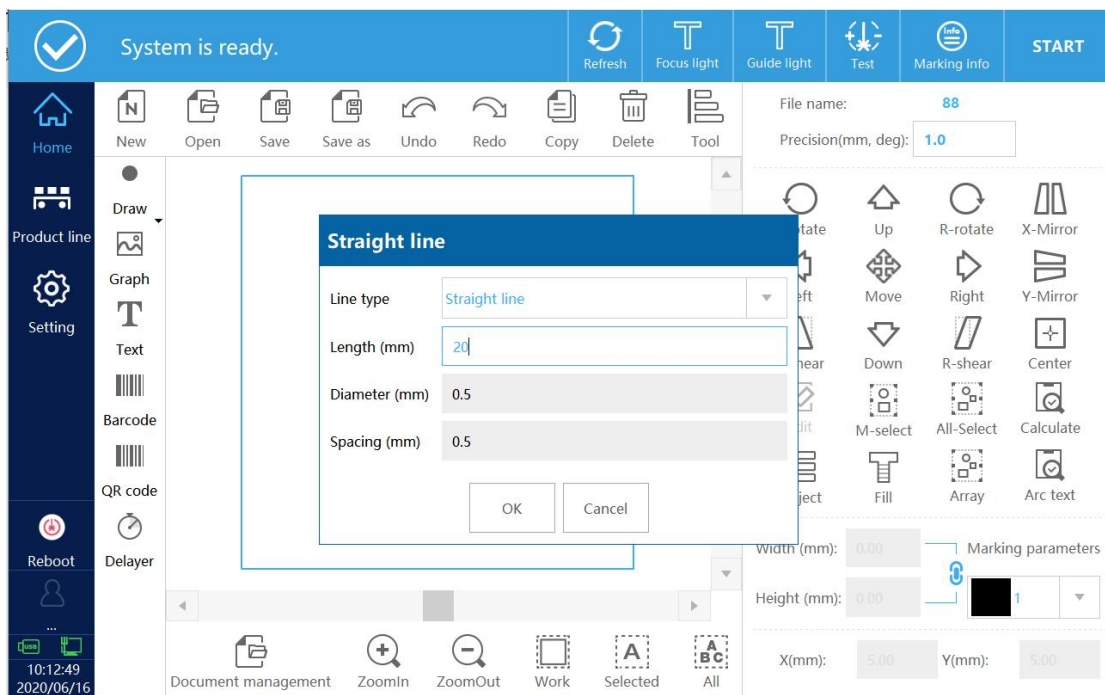 System is ready.
Refresh
Focus light
Guide light
Test
Info
Marking info
START
Home
Product line
Setting
Reboot
...
USB
10:12:49
2020/06/16
N
New
Open
Save
Save as
Undo
Redo
Copy
Delete
Tool
Draw
Graph
T
Text
Barcode
QR code
Delayer
Straight line
Line type
Straight line
Length (mm)
20
Diameter (mm)
0.5
Spacing (mm)
0.5
OK
Cancel
Document management
ZoomIn
ZoomOut
Work
A
Selected
A
B C
All
File name:
88
Precision(mm, deg):
1.0
Up
R-rotate
X-Mirror
Move
Right
Y-Mirror
Down
R-shear
Center
M-select
All-Select
Calculate
Fill
Array
Arc text
Width (mm):
0.00
Marking parameters
Height (mm):
0.00
1
X(mm):
5.00
Y(mm):
5.00